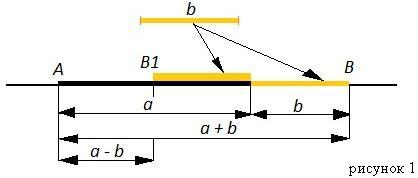 b
A B1 B
a b
a + b
a - b
рисунок 1